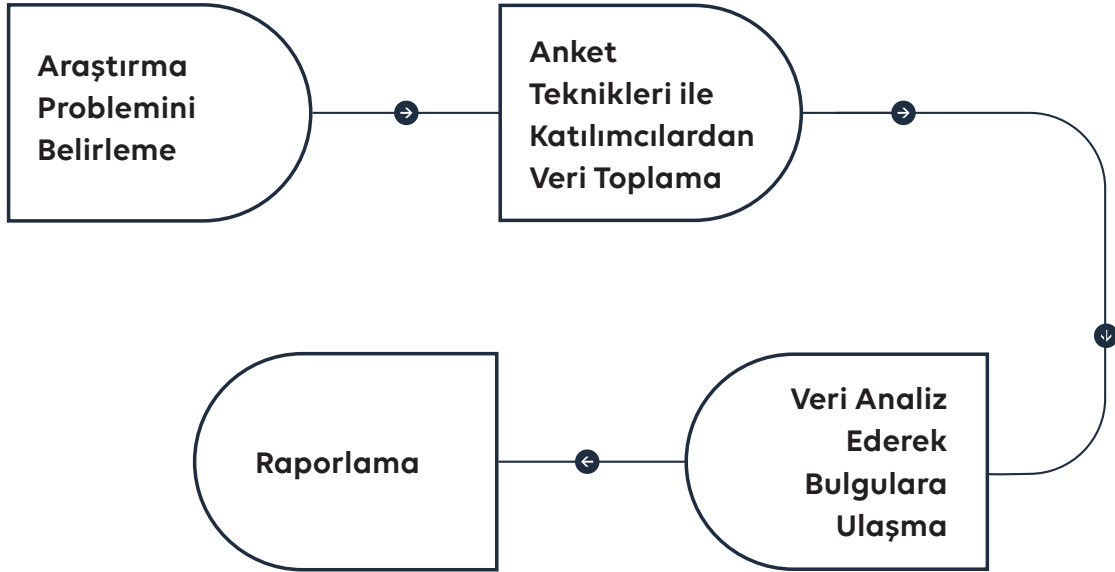 Araştırma
Problemini
Belirleme
Anket
Teknikleri ile
Katılımcılardan
Veri Toplama
Veri Analiz
Ederek
Bulgulara
Ulaşma
Raporlama